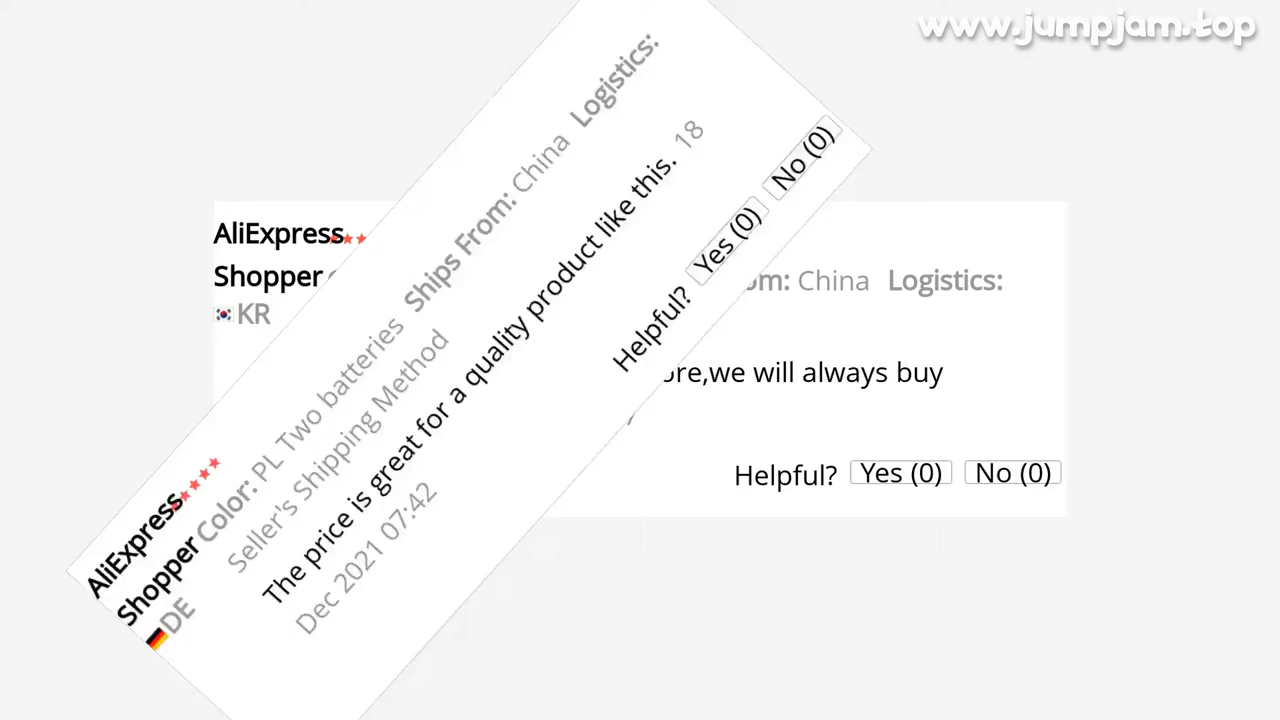 www.jumpjam.top
AliExpress
Shopper
DE
Color: PL Two batteries Ships From: China Logistics:
Seller's Shipping Method
The price is great for a quality product like this. 18
Dec 2021 07:42
Helpful? Yes (0) No (0)
AliExpress
Shopper
KR
China Logistics:
we will always buy
Helpful? Yes (0) No (0)